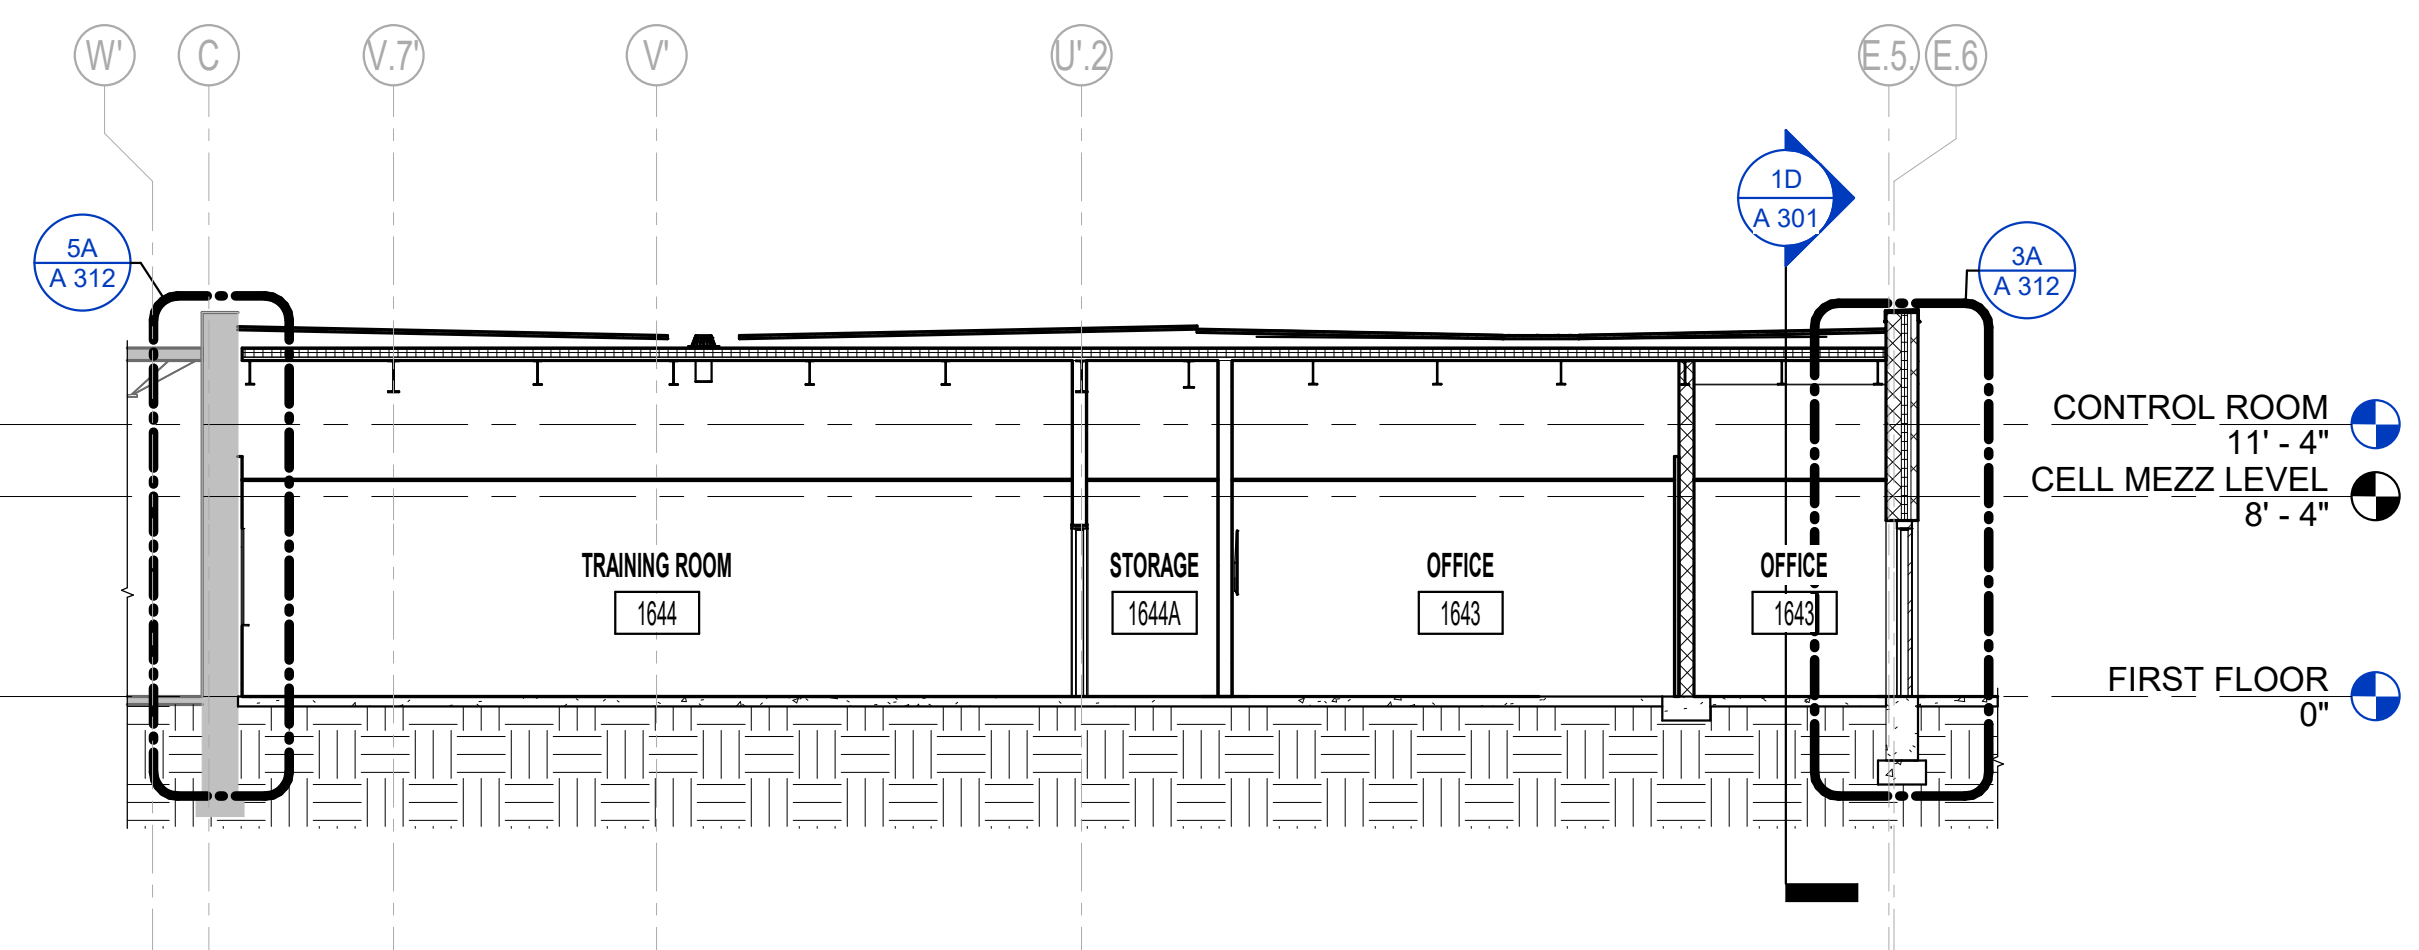 W'
C
V.7'
V'
U'.2
E.5.
E.6
1D
A 301
5A
A 312
3A
A 312
CONTROL ROOM
11' - 4"
CELL MEZZ LEVEL
8' - 4"
TRAINING ROOM
1644
STORAGE
1644A
OFFICE
1643
OFFICE
1643
FIRST FLOOR
0"